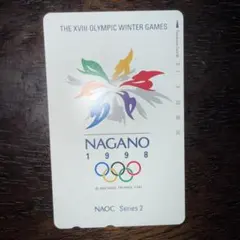 THE XVIII OLYMPIC WINTER GAMES
NAGANO
1998
NAOC Series 2